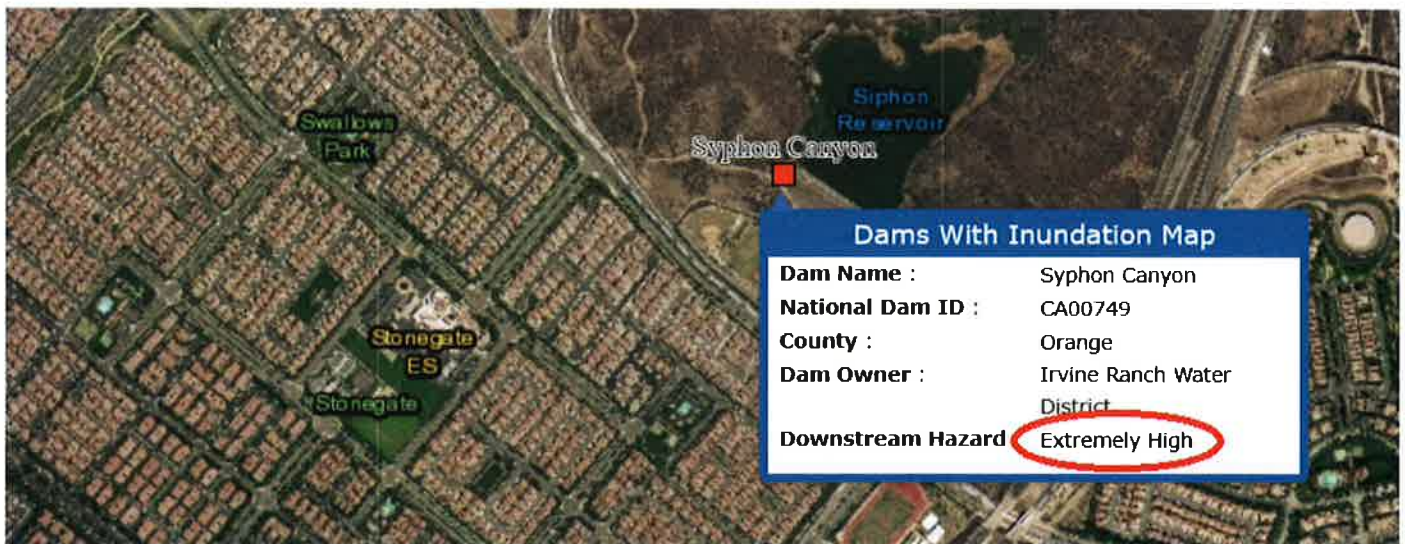 Swallows
Park
Siphon
Reservoir
Syphon Canyon
Dams With Inundation Map
Dam Name : Syphon Canyon
National Dam ID : CA00749
County : Orange
Dam Owner : Irvine Ranch Water
District
Downstream Hazard Extremely High
Stonegate
ES
Stonegate